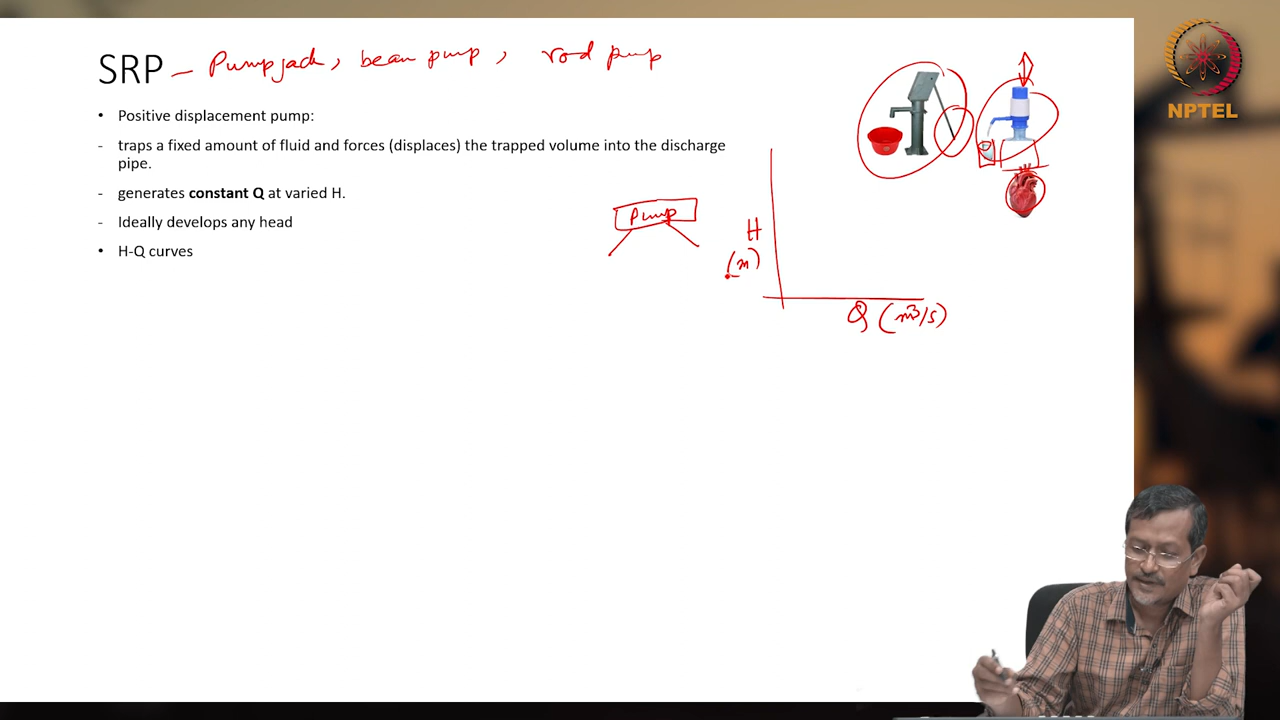 SRP – Pumpjack, beam pump, rod pump
• Positive displacement pump:
- traps a fixed amount of fluid and forces (displaces) the trapped volume into the discharge
pipe.
- generates constant Q at varied H.
- Ideally develops any head
• H-Q curves
Pump
H
(m)
Q (m³/s)
NPTEL